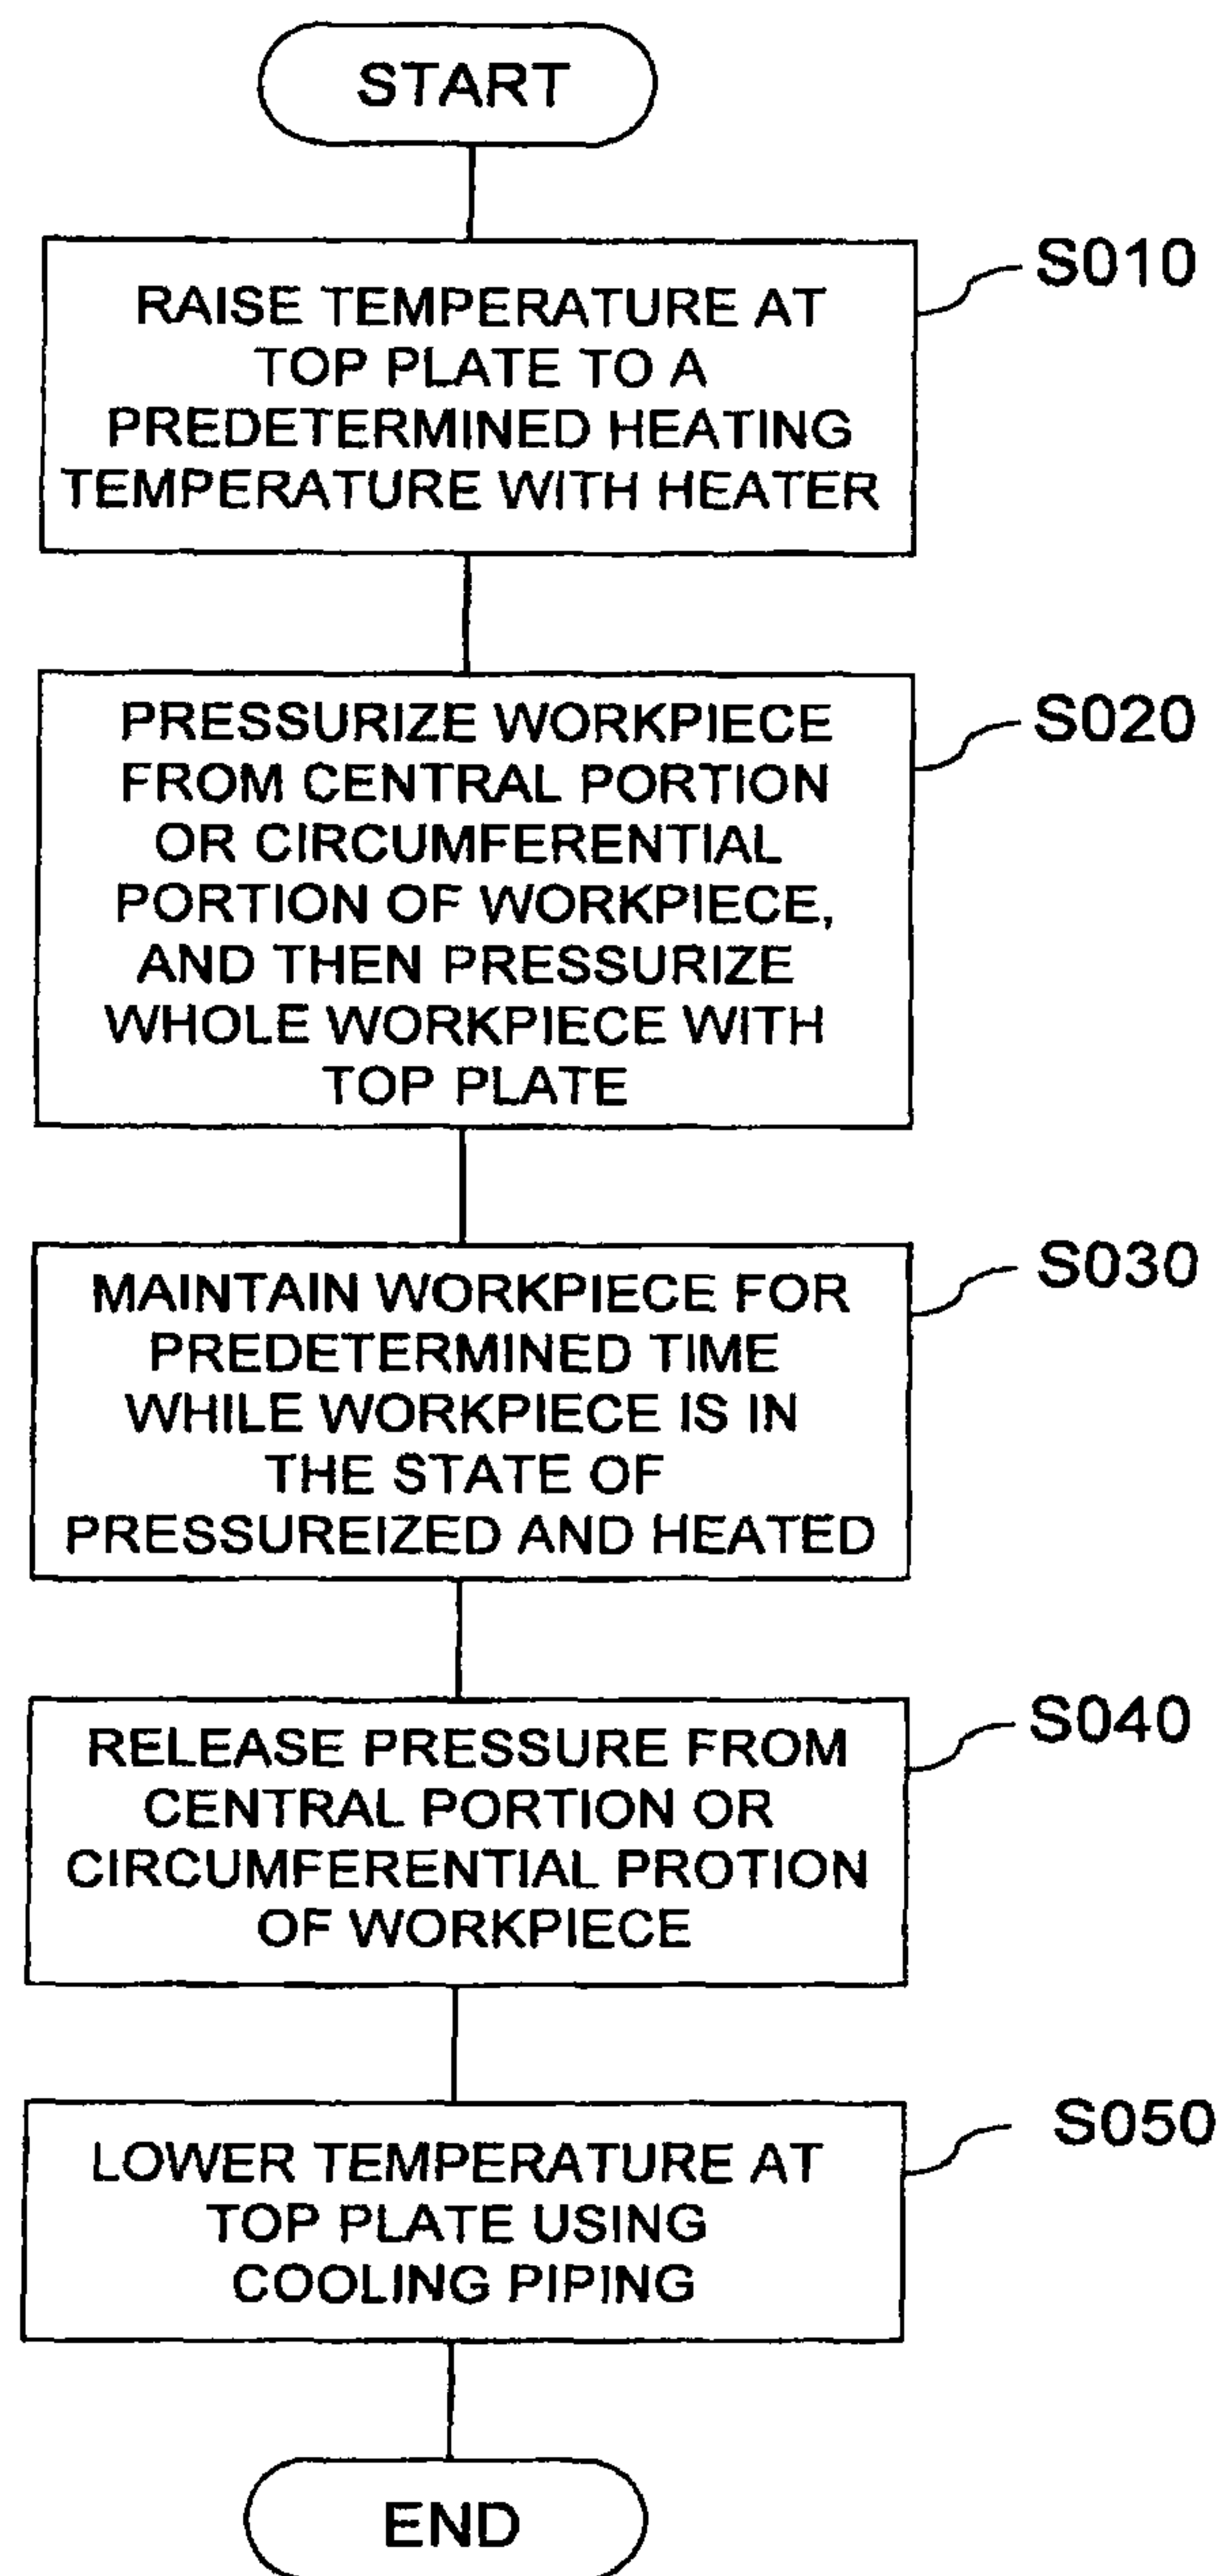 START
S010
RAISE TEMPERATURE AT
TOP PLATE TO A
PREDETERMINED HEATING
TEMPERATURE WITH HEATER
S020
PRESSURIZE WORKPIECE
FROM CENTRAL PORTION
OR CIRCUMFERENTIAL
PORTION OF WORKPIECE,
AND THEN PRESSURIZE
WHOLE WORKPIECE WITH
TOP PLATE
S030
MAINTAIN WORKPIECE FOR
PREDETERMINED TIME
WHILE WORKPIECE IS IN
THE STATE OF
PRESSUREIZED AND HEATED
S040
RELEASE PRESSURE FROM
CENTRAL PORTION OR
CIRCUMFERENTIAL PROTION
OF WORKPIECE
S050
LOWER TEMPERATURE AT
TOP PLATE USING
COOLING PIPING
END